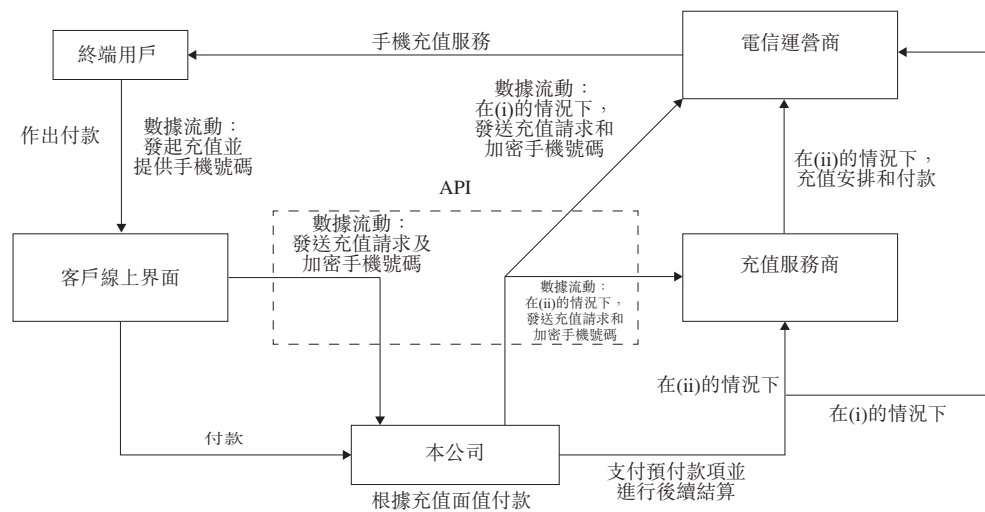 終端用戶
手機充值服務
電信運營商
作出付款
數據流動：
發起充值並
提供手機號碼
數據流動：
在(i)的情況下，
發送充值請求和
加密手機號碼
在(ii)的情況下，
充值安排和付款
API
數據流動：
發送充值請求及
加密手機號碼
客戶線上界面
充值服務商
數據流動：
在(ii)的情況下，
發送充值請求和
加密手機號碼
在(ii)的情況下
在(i)的情況下
付款
本公司
根據充值面值付款
支付預付款項並
進行後續結算